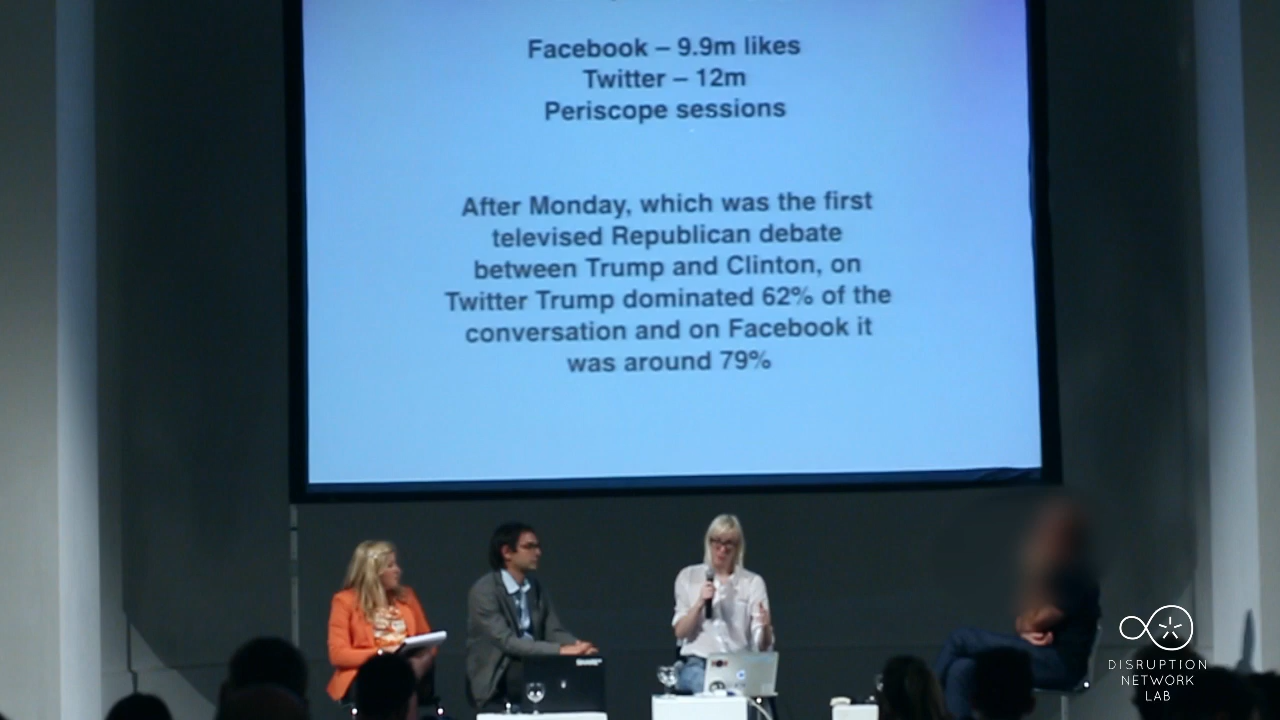 Facebook – 9.9m likes
Twitter – 12m
Periscope sessions
After Monday, which was the first
televised Republican debate
between Trump and Clinton, on
Twitter Trump dominated 62% of the
conversation and on Facebook it
was around 79%
DISRUPTION
NETWORK
LAB